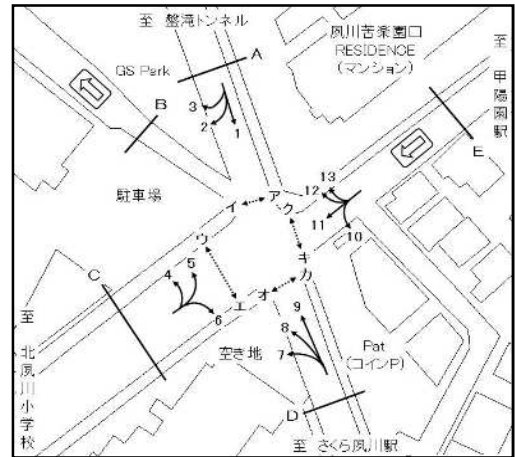 至 盤滝トンネル
A
GS Park
3
2
1
B
夙川苦楽園口
RESIDENCE
(マンション)
至 甲陽園駅
E
13
12
11
10
駐車場
ア
イ
ク
ウ
キ
カ
オ
エ
C
4
5
6
9
8
7
空き地
Pat
(コインP)
D
至 さくら夙川駅
至 北夙川小学校